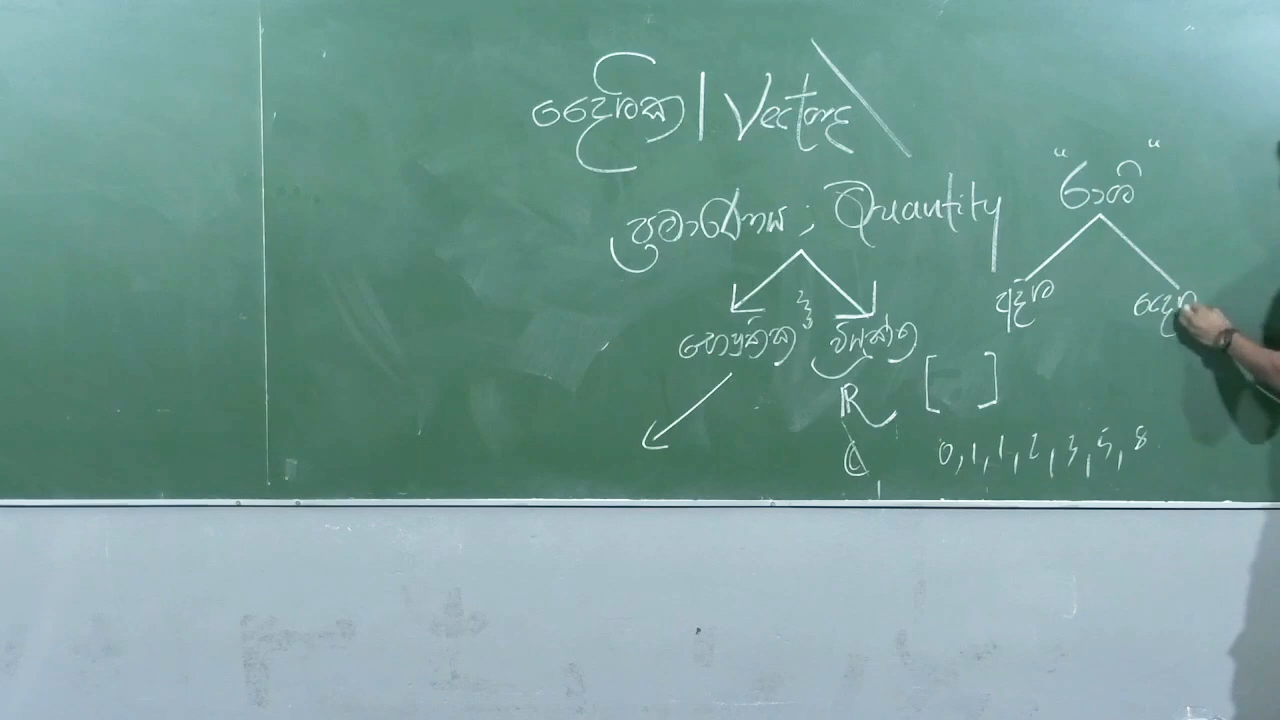 දෛශික | Vectors
"රාශි"
ප්‍රමාණය ; Quantity
අදිශ දෛශ
භෞතික වියුක්ත
R [ ]
C 0, 1, 1, 2, 3, 5, 8